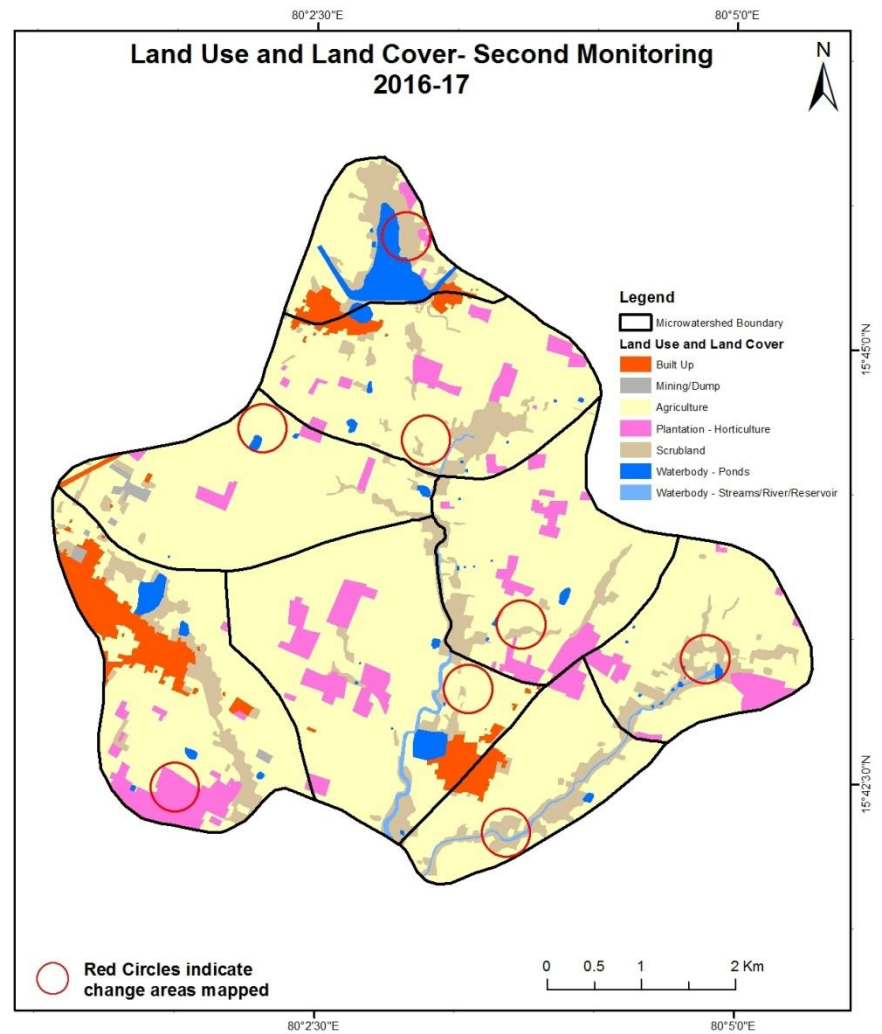 80°2'30"E
80°5'0"E
Land Use and Land Cover- Second Monitoring
2016-17
N
Legend
Microwatershed Boundary
Land Use and Land Cover
Built Up
Mining/Dump
Agriculture
Plantation - Horticulture
Scrubland
Waterbody - Ponds
Waterbody - Streams/River/Reservoir
15°45'0"N
15°42'30"N
Red Circles indicate
change areas mapped
0 0.5 1 2 Km
80°2'30"E
80°5'0"E